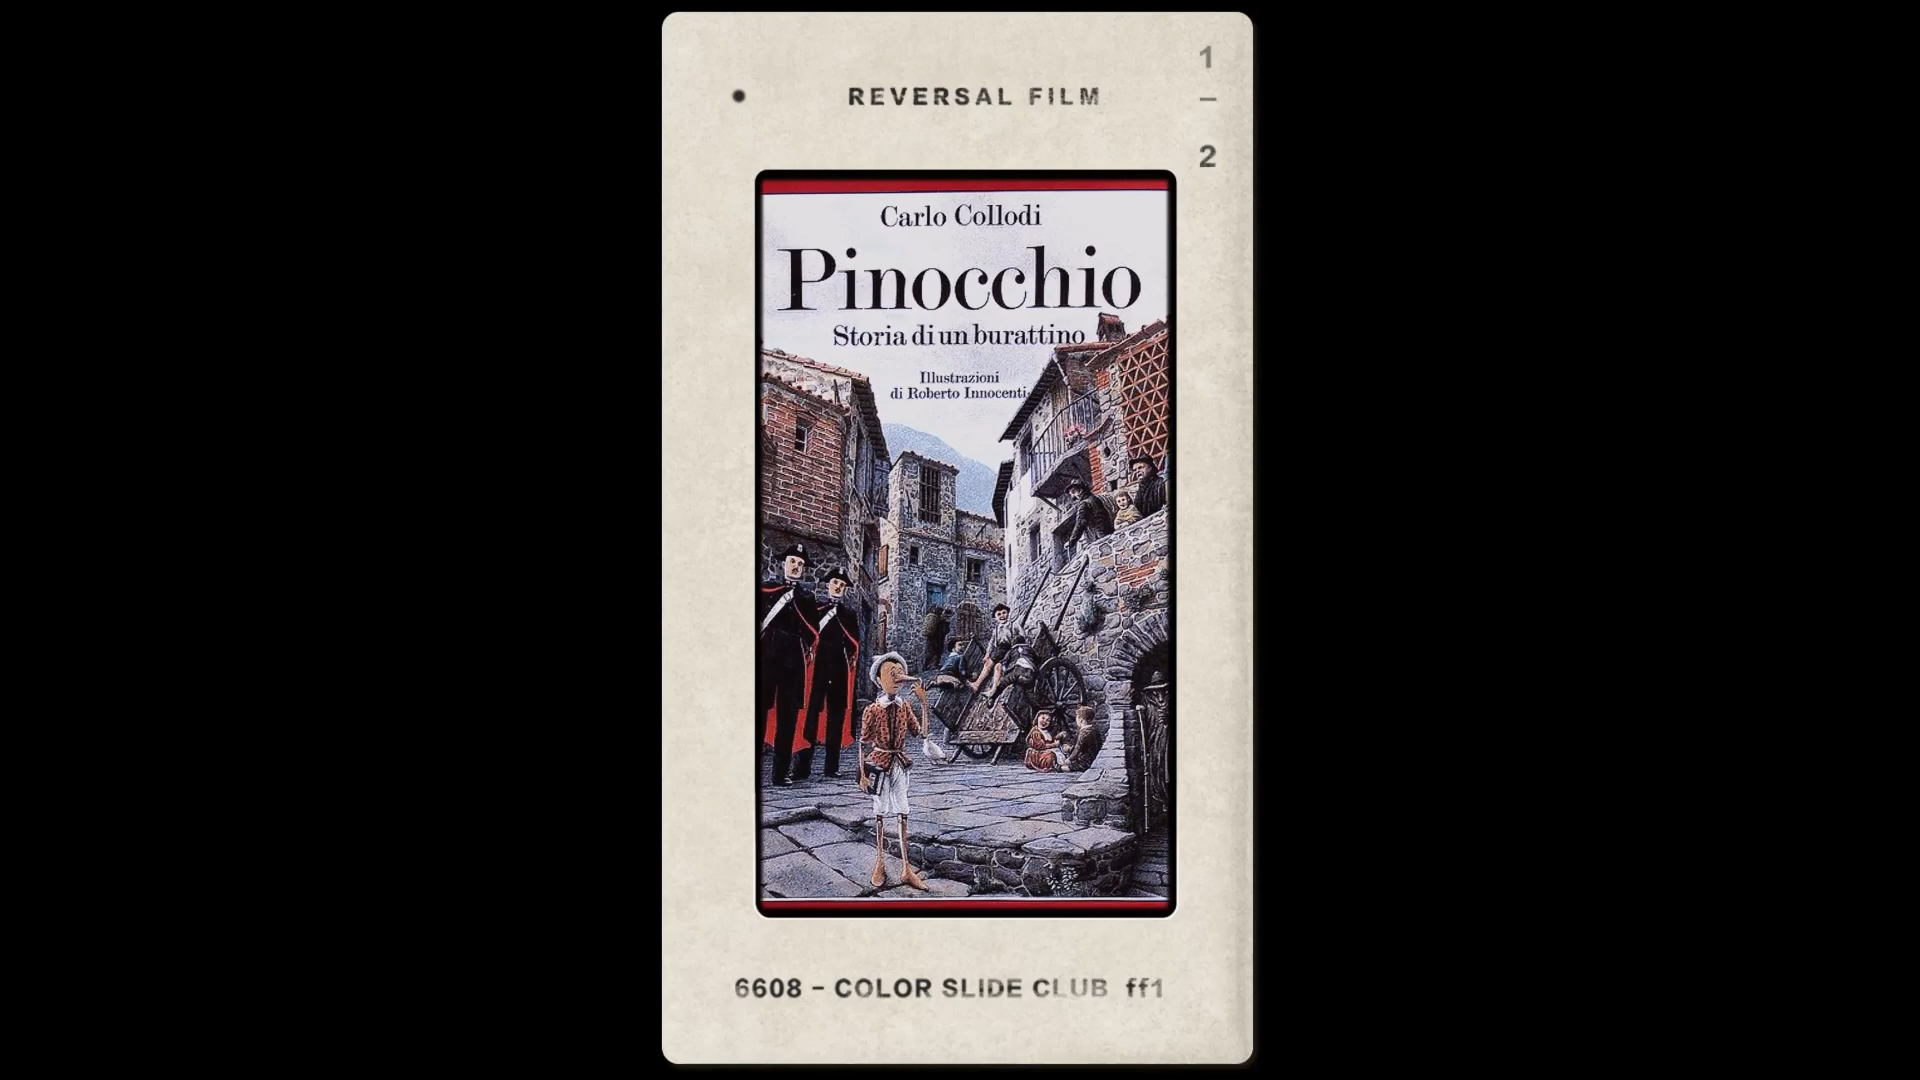 1
–
2
REVERSAL FILM
Carlo Collodi
Pinocchio
Storia di un burattino
Illustrazioni
di Roberto Innocenti
6608 – COLOR SLIDE CLUB ff1